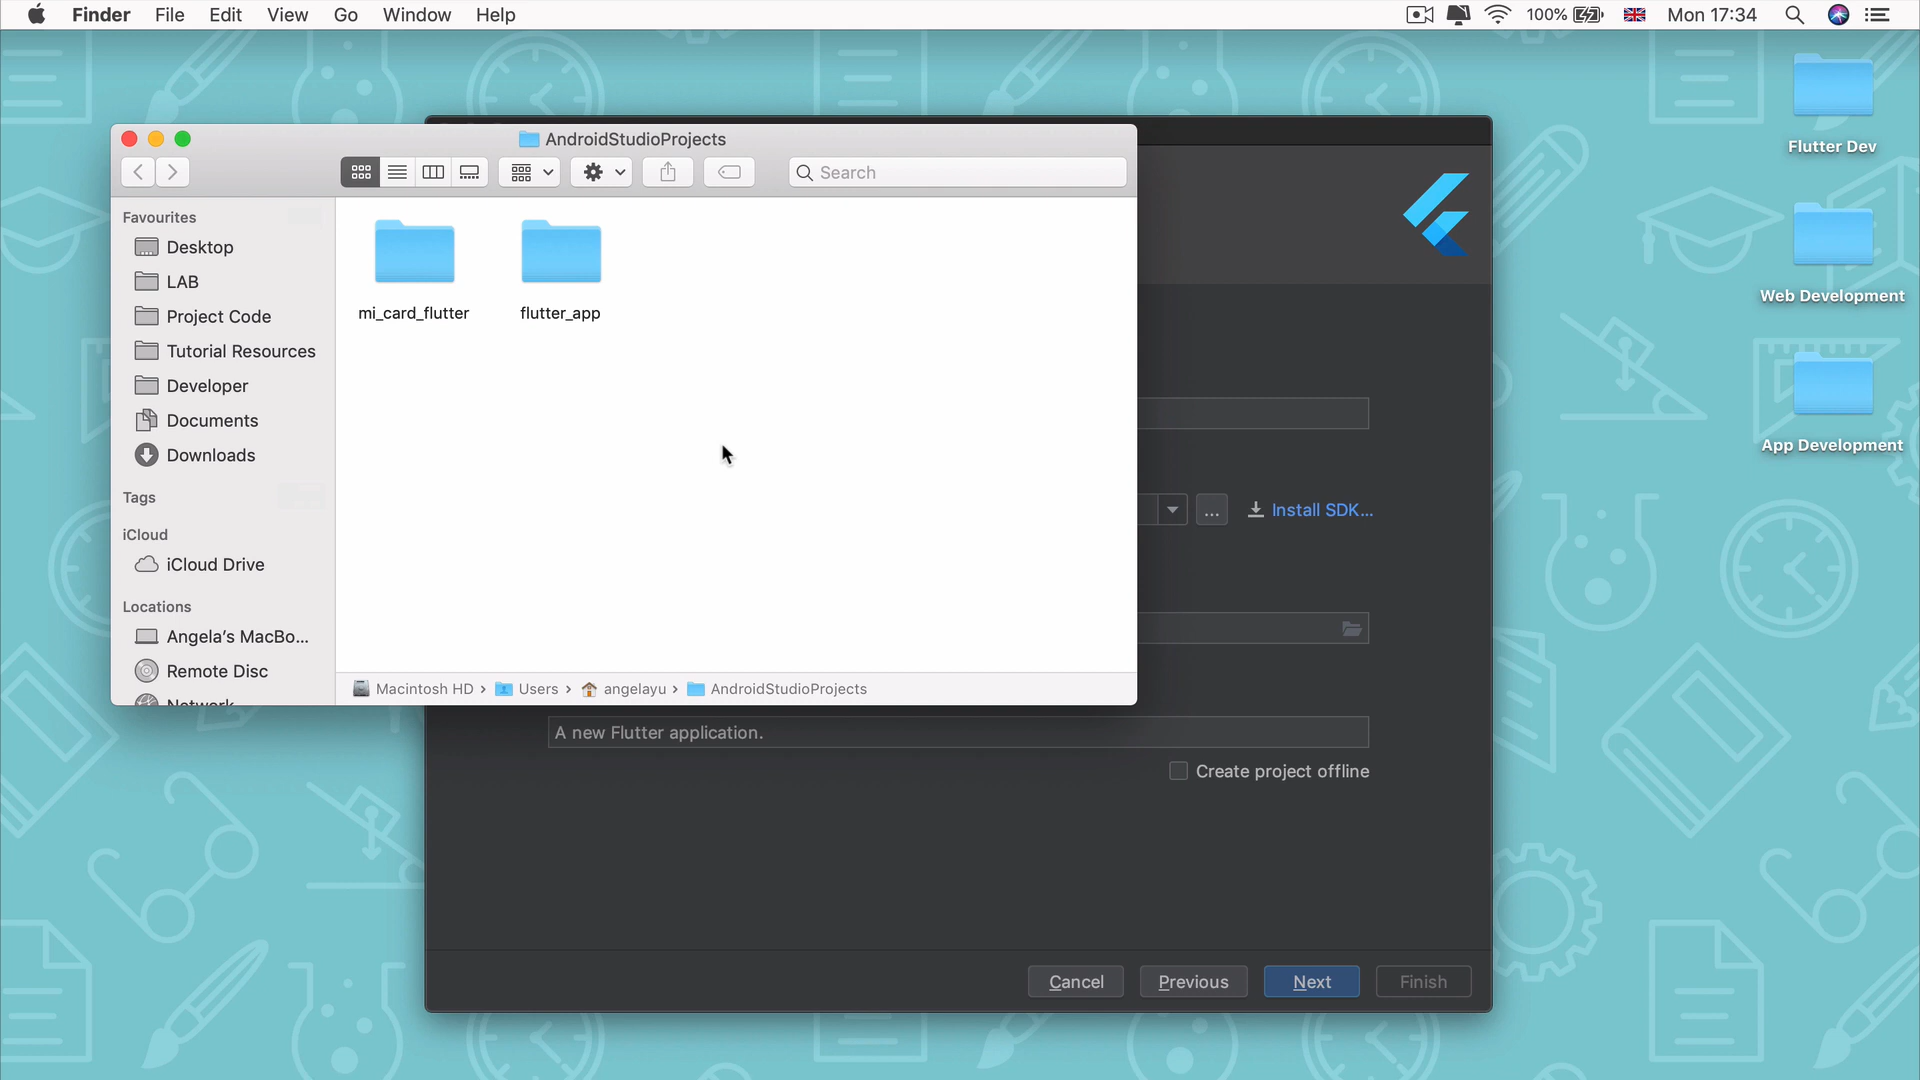 Finder File Edit View Go Window Help 100% Mon 17:34
AndroidStudioProjects
Search
Favourites
Desktop
LAB
Project Code
Tutorial Resources
Developer
Documents
Downloads
Tags
iCloud
iCloud Drive
Locations
Angela's MacBo...
Remote Disc
Network
mi_card_flutter
flutter_app
Macintosh HD › Users › angelayu › AndroidStudioProjects
... Install SDK...
A new Flutter application.
Create project offline
Cancel Previous Next Finish
Flutter Dev
Web Development
App Development